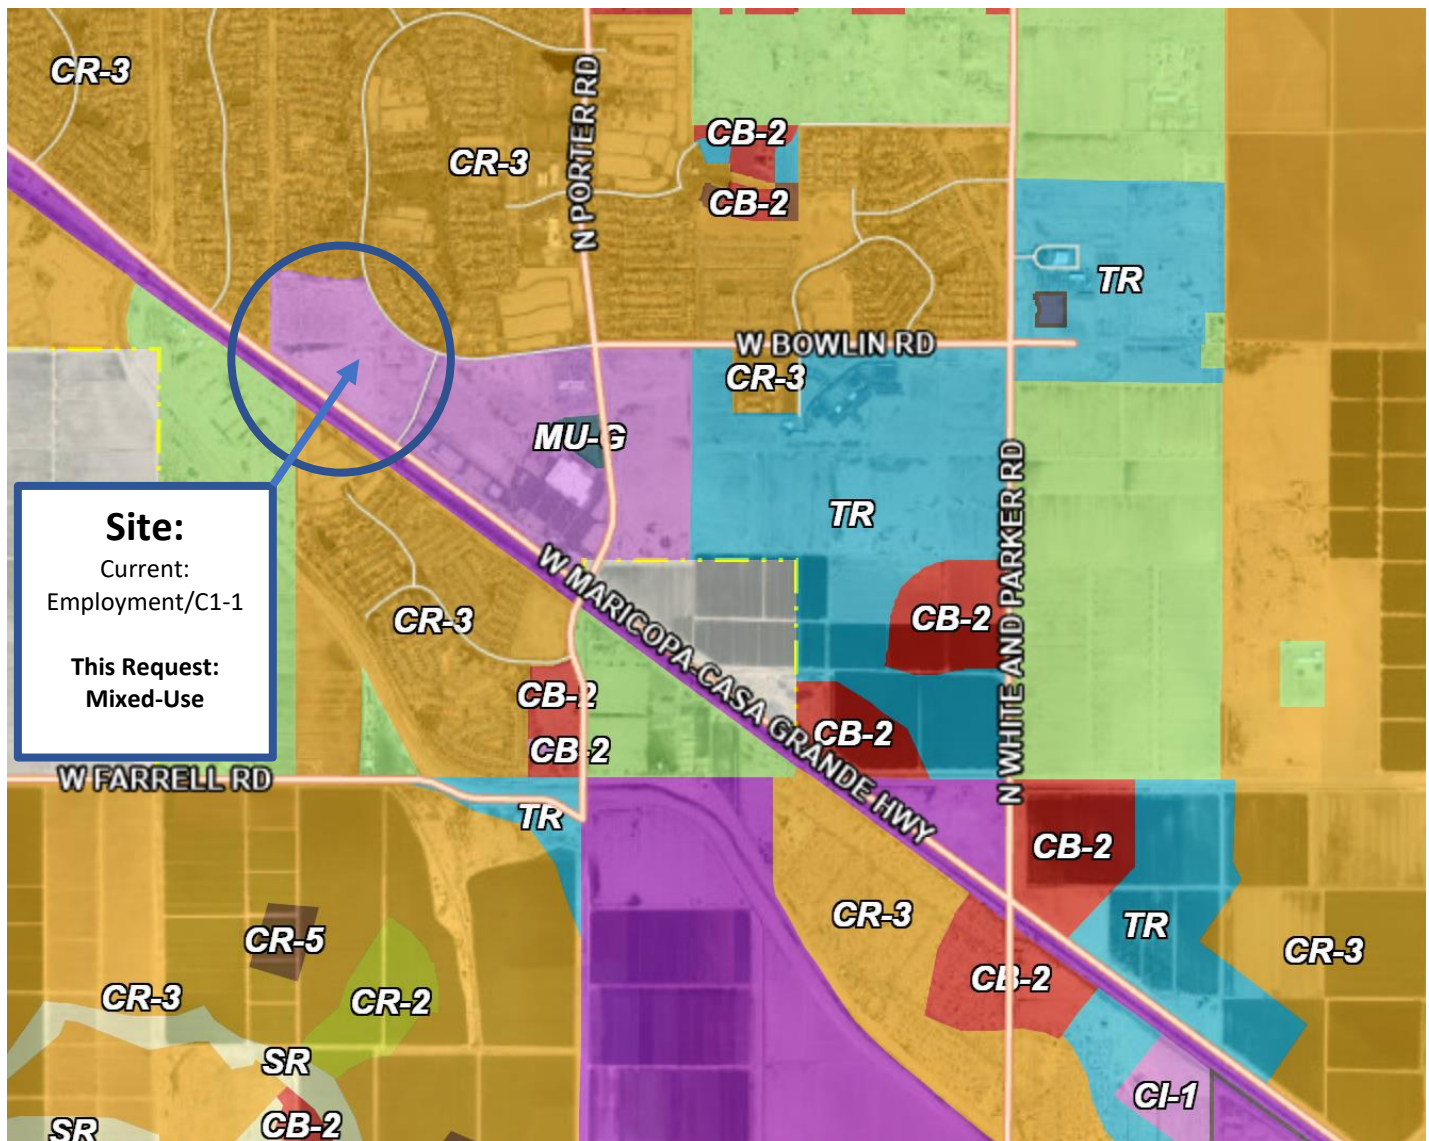 CR-3
N PORTER RD
CR-3
CB-2
CB-2
TR
W BOWLIN RD
CR-3
MU-G
TR
N WHITE AND PARKER RD
Site:
Current:
Employment/C1-1
This Request:
Mixed-Use
W MARICOPA-CASA GRANDE HWY
CR-3
CB-2
CB-2
CB-2
CB-2
W FARRELL RD
TR
CB-2
CR-3
TR
CR-5
CR-3
CB-2
CR-3
CR-2
SR
CI-1
CB-2
SR